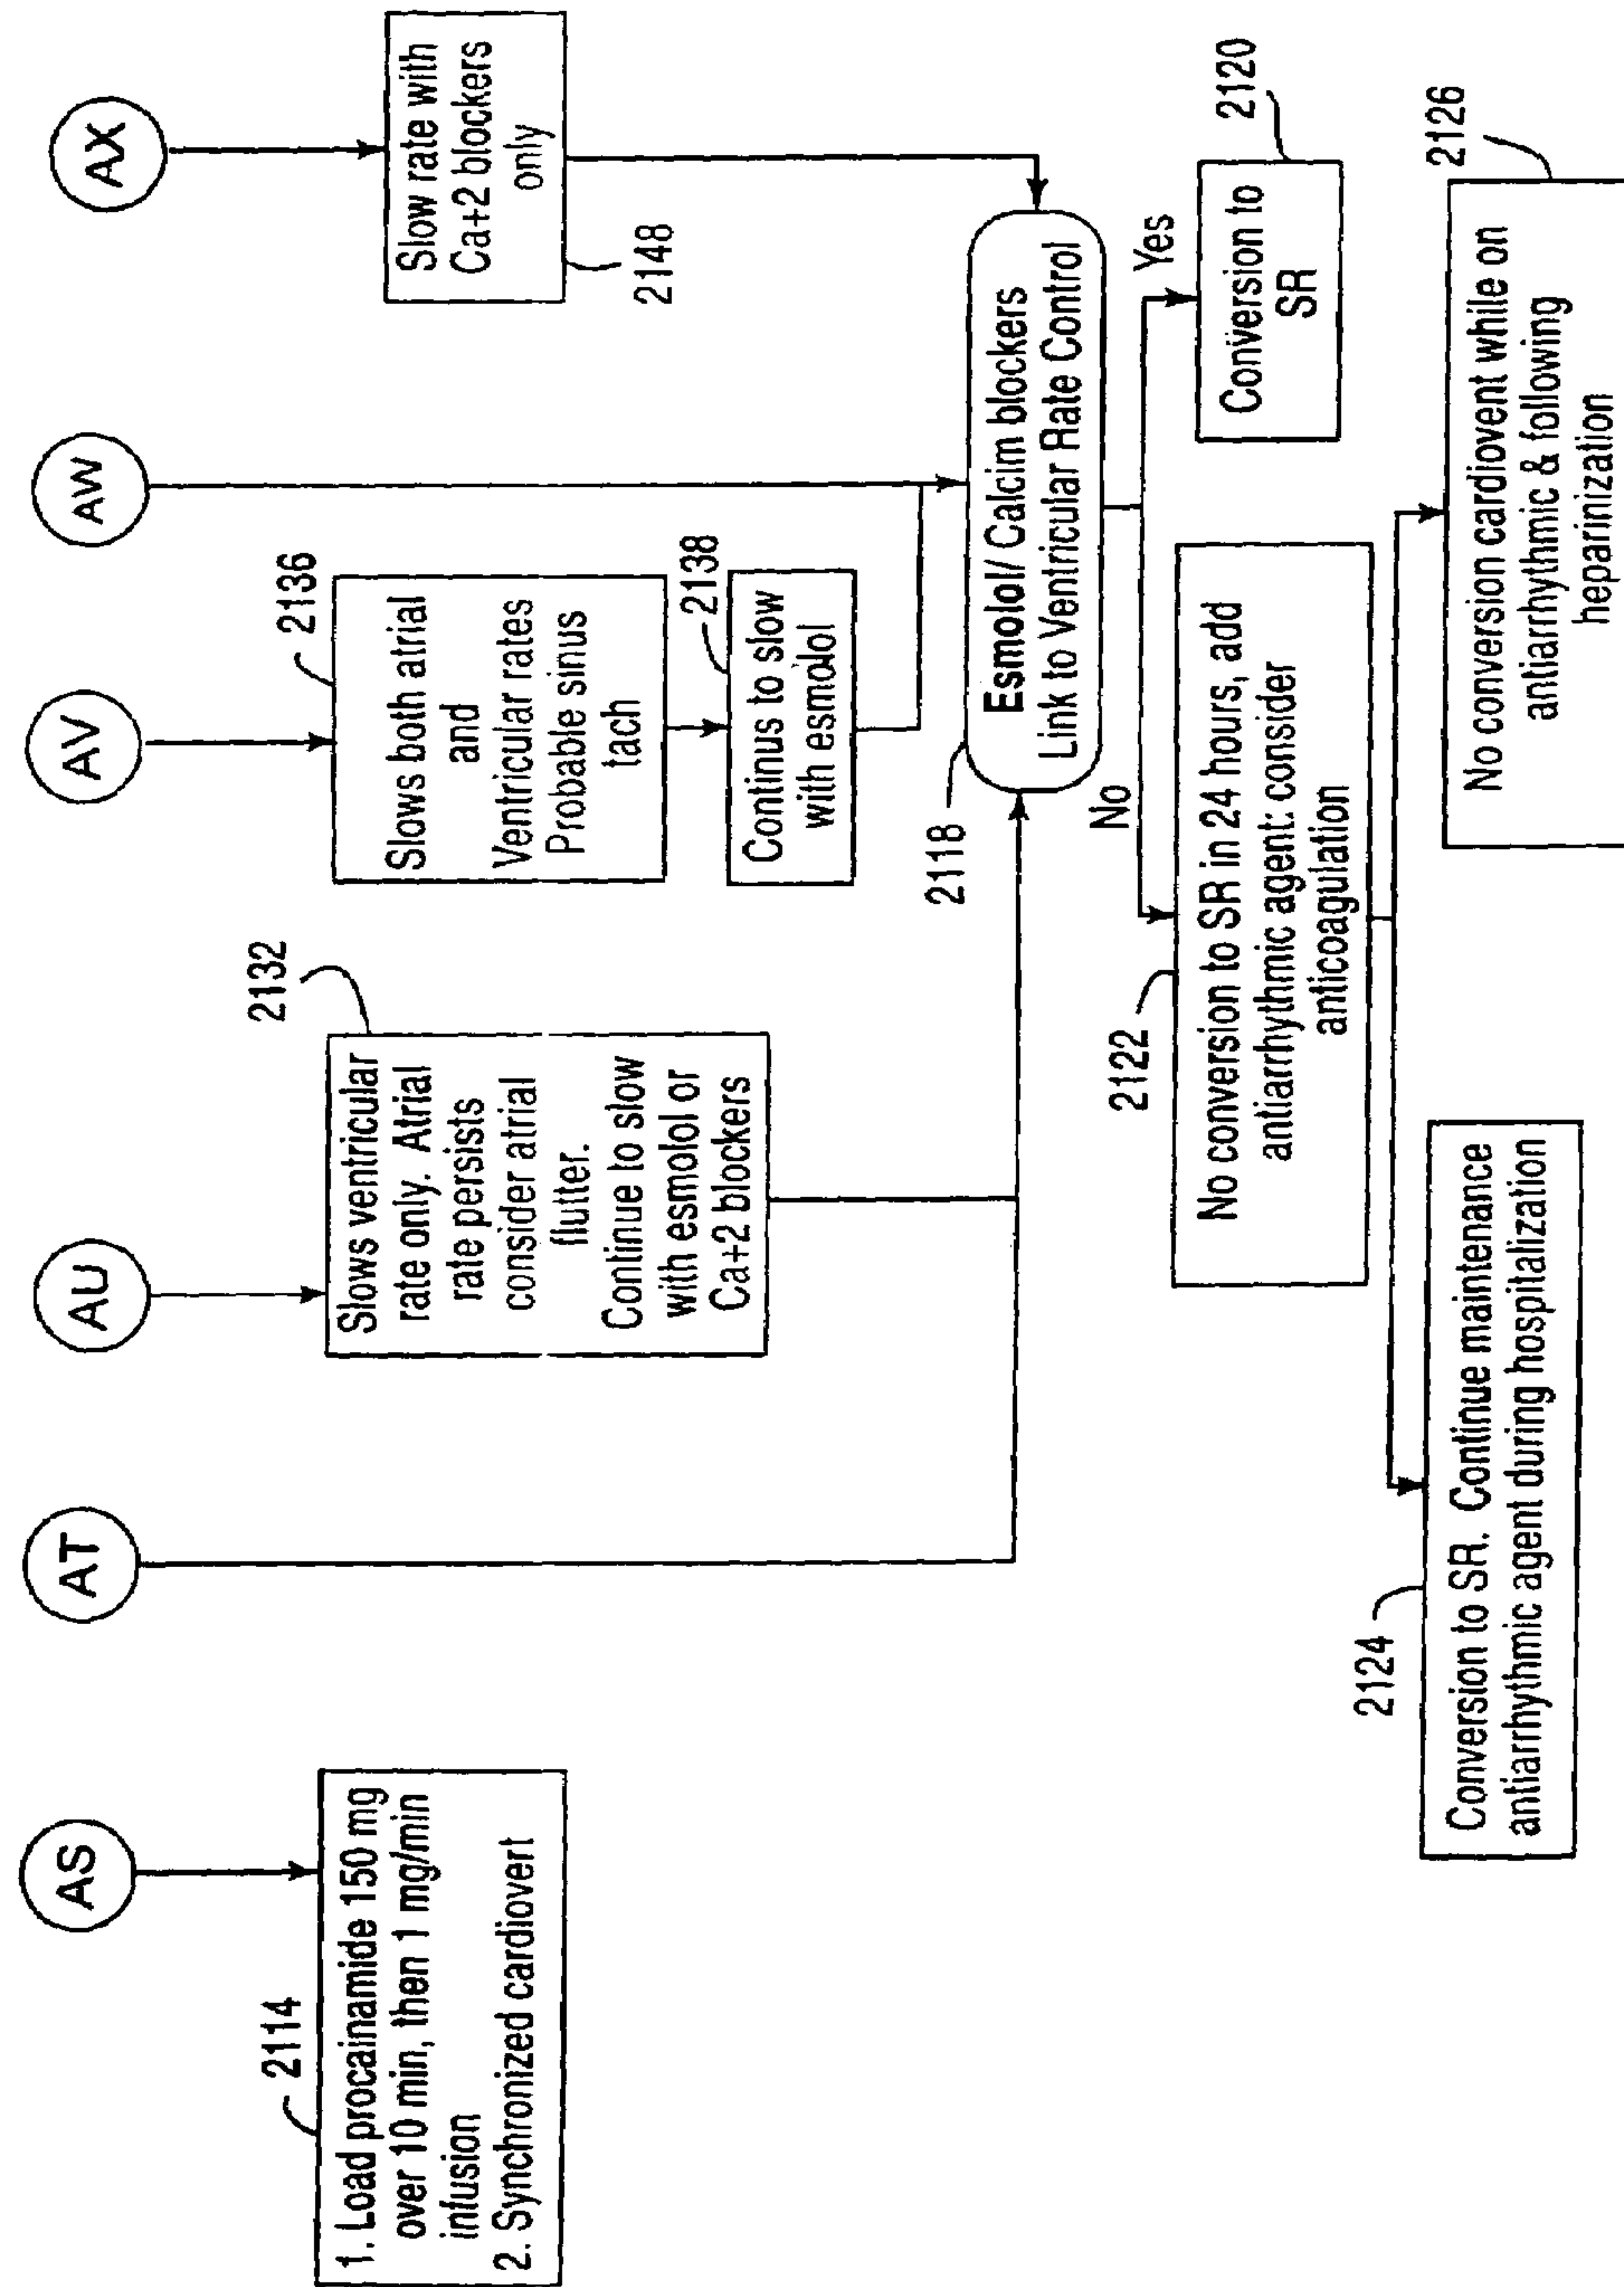 AS
AT
AU
AV
AW
AX
2114
1. Load procainamide 150 mg
over 10 min, then 1 mg/min
infusion
2. Synchronized cardiovert
2132
Slows ventricular
rate only. Atrial
rate persists
consider atrial
flutter.
Continue to slow
with esmolol or
Ca+2 blockers
2136
Slows both atrial
and
Ventricular rates
Probable sinus
tach
2138
Continus to slow
with esmolol
Slow rate with
Ca+2 blockers
only
2148
2118
Esmolol/ Calcim blockers
Link to Ventricular Rate Control
No
Yes
2122
No conversion to SR in 24 hours, add
antiarrhythmic agent: consider
anticoagulation
Conversion to
SR
2120
2124
Conversion to SR. Continue maintenance
antiarrhythmic agent during hospitalization
No conversion cardiovent while on
antiarrhythmic & following
heparinization
2126